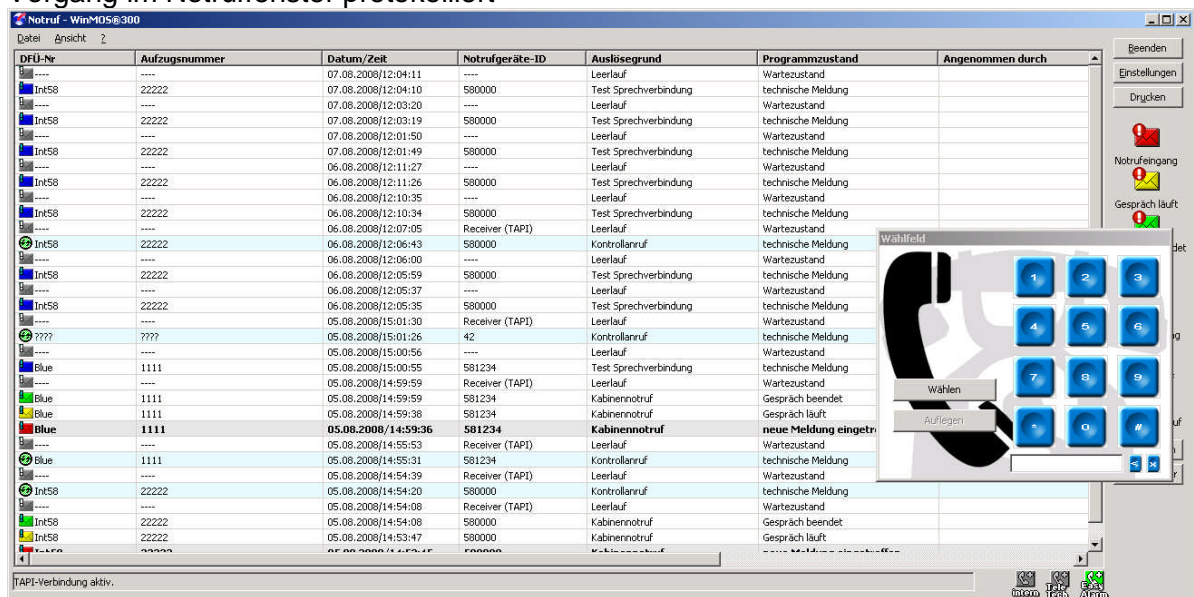 Vorgang im Notruffenster protokolliert
Notruf - WinMOS®300
Datei Ansicht ?
DFÜ-Nr Aufzugsnummer Datum/Zeit Notrufgeräte-ID Auslösegrund Programmzustand Angenommen durch
---- ---- 07.08.2008/12:04:11 ---- Leerlauf Wartezustand
Int58 22222 07.08.2008/12:04:10 580000 Test Sprechverbindung technische Meldung
---- ---- 07.08.2008/12:03:20 ---- Leerlauf Wartezustand
Int58 22222 07.08.2008/12:03:19 580000 Test Sprechverbindung technische Meldung
---- ---- 07.08.2008/12:01:50 ---- Leerlauf Wartezustand
Int58 22222 07.08.2008/12:01:49 580000 Test Sprechverbindung technische Meldung
---- ---- 06.08.2008/12:11:27 ---- Leerlauf Wartezustand
Int58 22222 06.08.2008/12:11:26 580000 Test Sprechverbindung technische Meldung
---- ---- 06.08.2008/12:10:35 ---- Leerlauf Wartezustand
Int58 22222 06.08.2008/12:10:34 580000 Test Sprechverbindung technische Meldung
---- ---- 06.08.2008/12:07:05 Receiver (TAPI) Leerlauf Wartezustand
Int58 22222 06.08.2008/12:06:43 580000 Kontrollanruf technische Meldung
---- ---- 06.08.2008/12:06:00 ---- Leerlauf Wartezustand
Int58 22222 06.08.2008/12:05:59 580000 Test Sprechverbindung technische Meldung
---- ---- 06.08.2008/12:05:37 ---- Leerlauf Wartezustand
Int58 22222 06.08.2008/12:05:35 580000 Test Sprechverbindung technische Meldung
---- ---- 05.08.2008/15:01:30 Receiver (TAPI) Leerlauf Wartezustand
???? ???? 05.08.2008/15:01:26 42 Kontrollanruf technische Meldung
---- ---- 05.08.2008/15:00:56 ---- Leerlauf Wartezustand
Blue 1111 05.08.2008/15:00:55 581234 Test Sprechverbindung technische Meldung
---- ---- 05.08.2008/14:59:59 Receiver (TAPI) Leerlauf Wartezustand
Blue 1111 05.08.2008/14:59:59 581234 Kabinennotruf Gespräch beendet
Blue 1111 05.08.2008/14:59:38 581234 Kabinennotruf Gespräch läuft
Blue 1111 05.08.2008/14:59:36 581234 Kabinennotruf neue Meldung eingetr
---- ---- 05.08.2008/14:55:53 Receiver (TAPI) Leerlauf Wartezustand
Blue 1111 05.08.2008/14:55:31 581234 Kontrollanruf technische Meldung
---- ---- 05.08.2008/14:54:39 Receiver (TAPI) Leerlauf Wartezustand
Int58 22222 05.08.2008/14:54:20 580000 Kontrollanruf technische Meldung
---- ---- 05.08.2008/14:54:08 Receiver (TAPI) Leerlauf Wartezustand
Int58 22222 05.08.2008/14:54:08 580000 Kabinennotruf Gespräch beendet
Int58 22222 05.08.2008/14:53:47 580000 Kabinennotruf Gespräch läuft
TAPI-Verbindung aktiv.
Beenden
Einstellungen
Drucken
Notrufeingang
Gespräch läuft
det
Wählfeld
1 2 3
4 5 6
7 8 9
* 0 #
Wählen
Auflegen
intern
Tele Tech
Easy Alarm